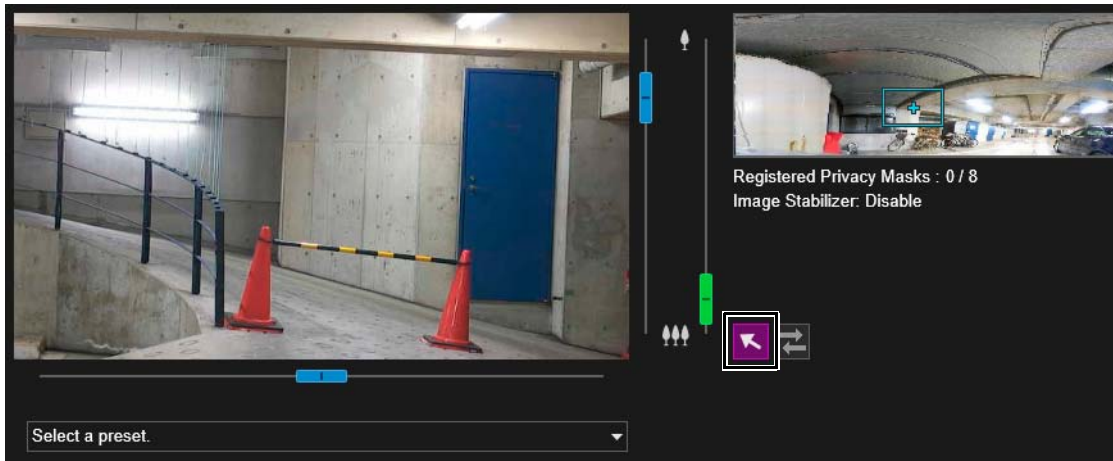 Registered Privacy Masks : 0 / 8
Image Stabilizer: Disable
Select a preset.